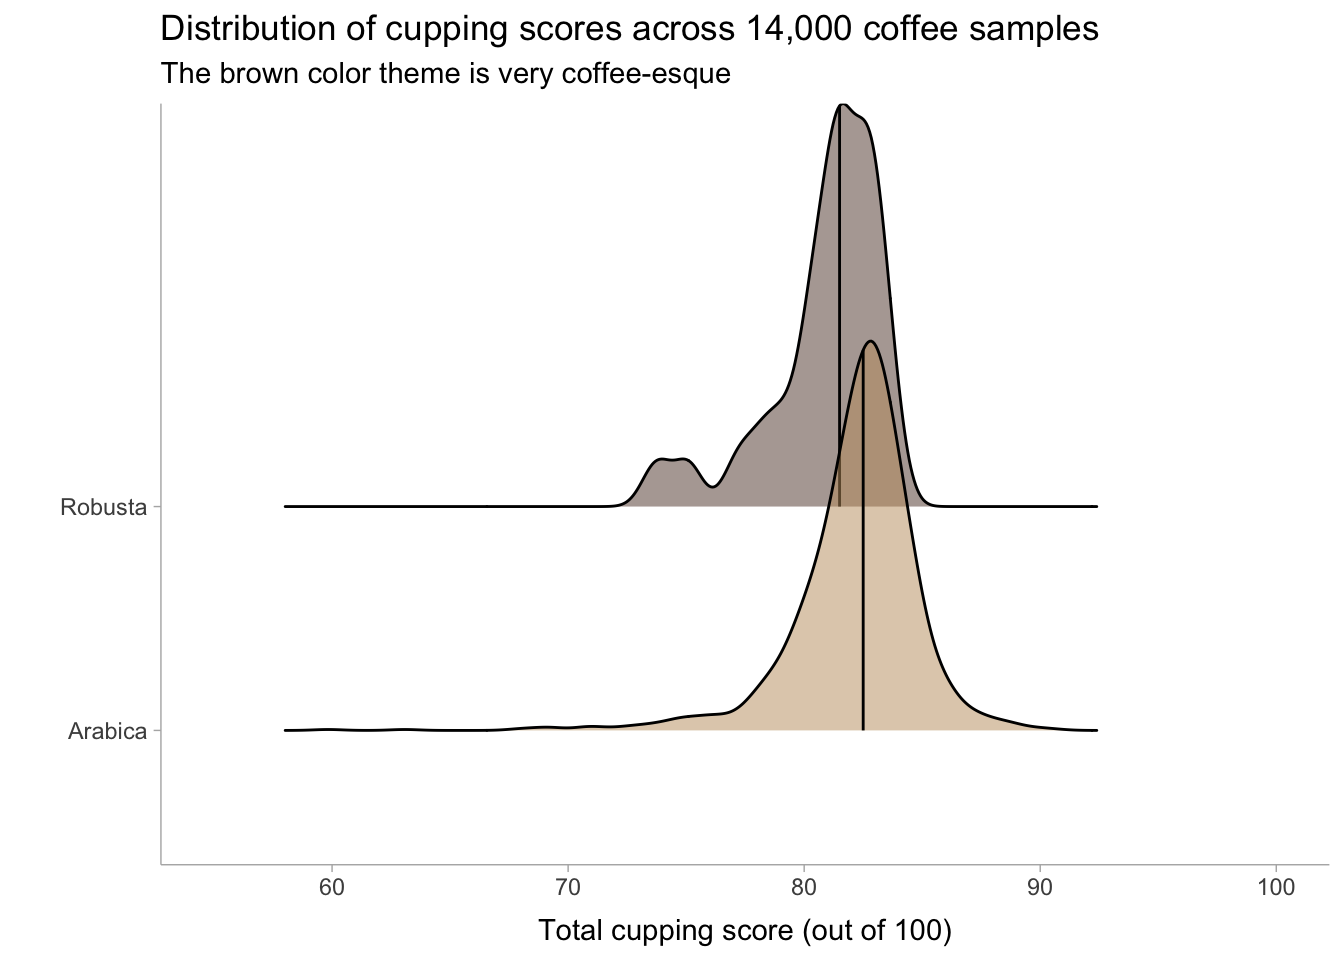 Distribution of cupping scores across 14,000 coffee samples
The brown color theme is very coffee-esque
Robusta
Arabica
60 70 80 90 100
Total cupping score (out of 100)